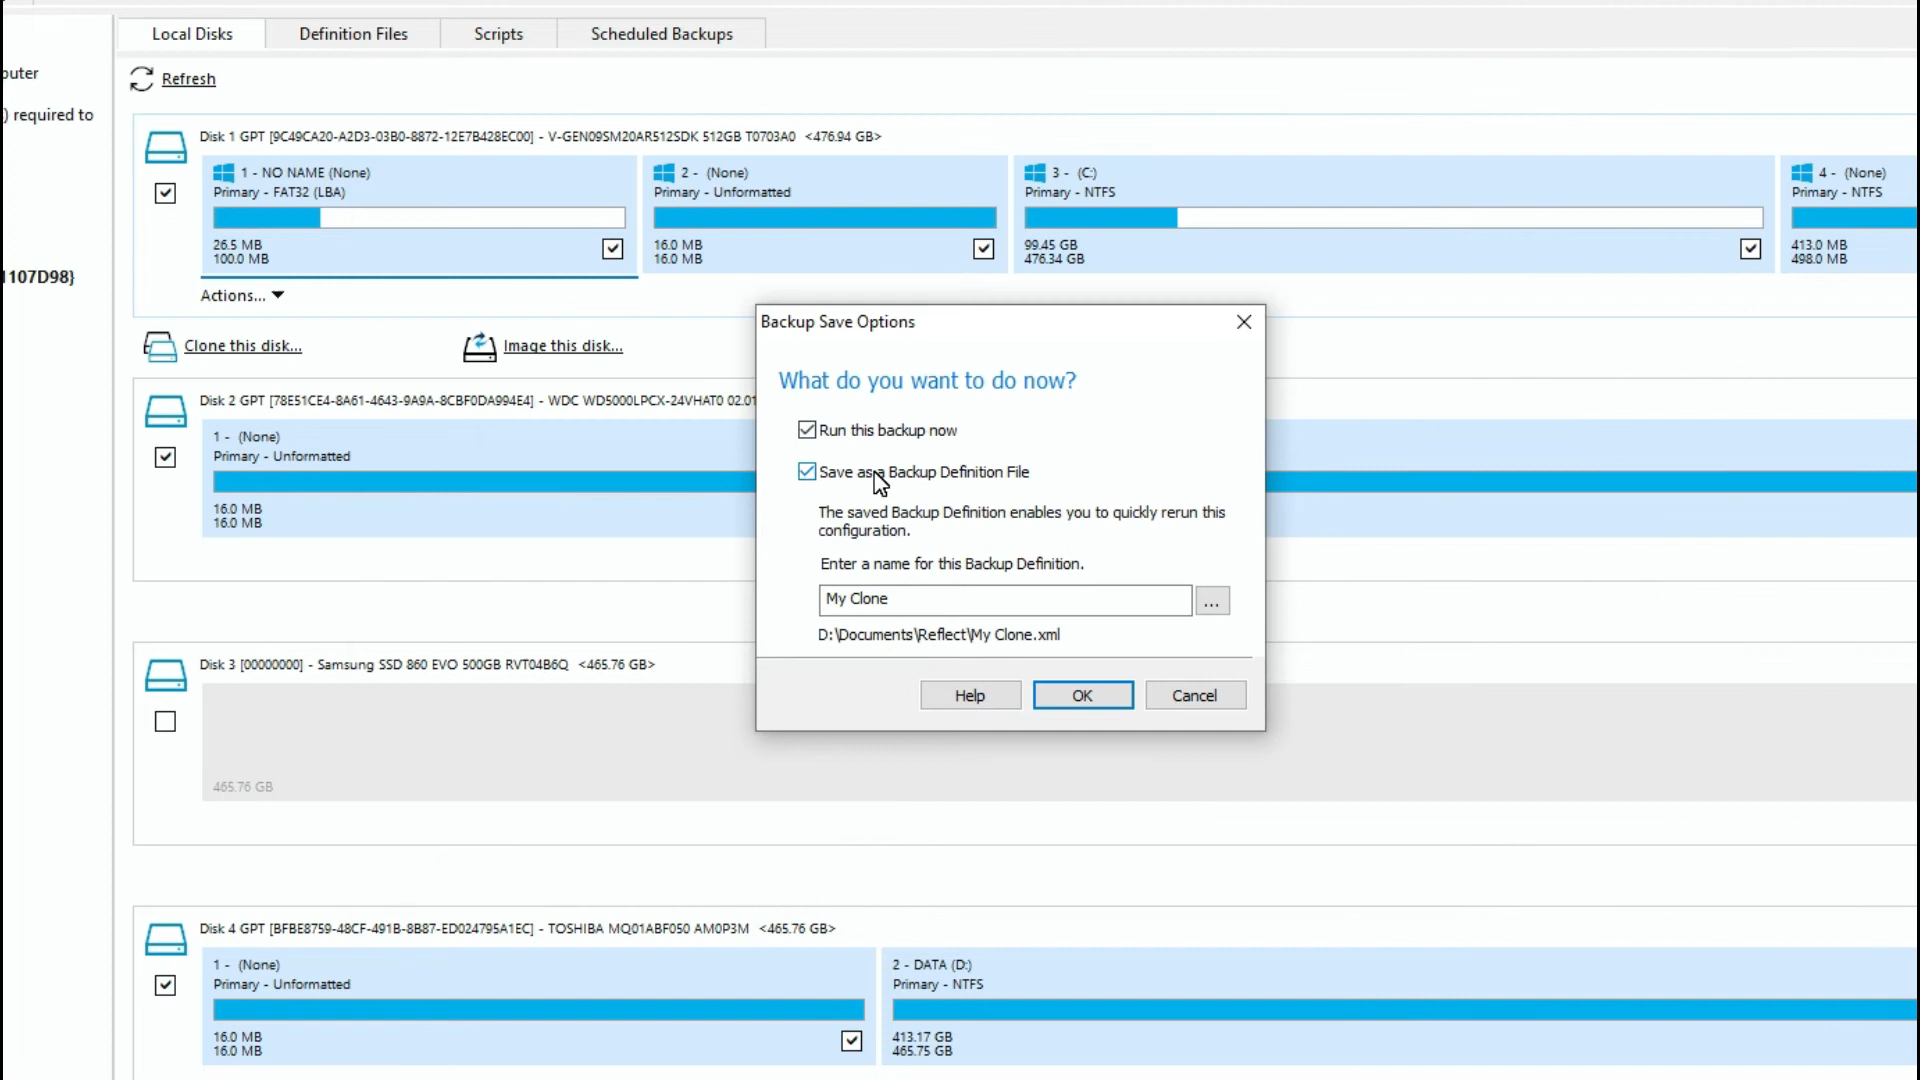 Local Disks
Definition Files
Scripts
Scheduled Backups
outer
) required to
1107D98}
Refresh
Disk 1 GPT [9C49CA20-A2D3-03B0-8872-12E7B428EC00] - V-GEN09SM20AR512SDK 512GB T0703A0 <476.94 GB>
1 - NO NAME (None)
Primary - FAT32 (LBA)
26.5 MB
100.0 MB
2 - (None)
Primary - Unformatted
16.0 MB
16.0 MB
3 - (C:)
Primary - NTFS
99.45 GB
476.34 GB
4 - (None)
Primary - NTFS
413.0 MB
498.0 MB
Actions...
Clone this disk...
Image this disk...
Disk 2 GPT [78E51CE4-8A61-4643-9A9A-8CBF0DA994E4] - WDC WD5000LPCX-24VHAT0 02.01
1 - (None)
Primary - Unformatted
16.0 MB
16.0 MB
Backup Save Options
What do you want to do now?
Run this backup now
Save as a Backup Definition File
The saved Backup Definition enables you to quickly rerun this
configuration.
Enter a name for this Backup Definition.
My Clone
...
D:\Documents\Reflect\My Clone.xml
Help
OK
Cancel
Disk 3 [00000000] - Samsung SSD 860 EVO 500GB RVT04B6Q <465.76 GB>
465.76 GB
Disk 4 GPT [BFBE8759-48CF-491B-8B87-ED024795A1EC] - TOSHIBA MQ01ABF050 AM0P3M <465.76 GB>
1 - (None)
Primary - Unformatted
16.0 MB
16.0 MB
2 - DATA (D:)
Primary - NTFS
413.17 GB
465.75 GB